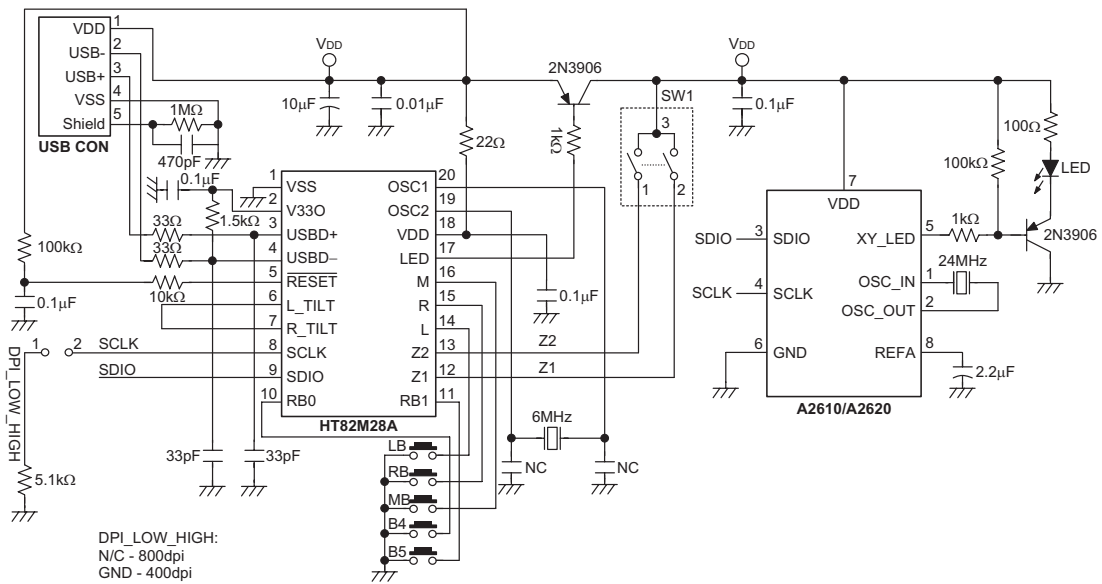 VDD 1
USB- 2
USB+ 3
VSS 4
Shield 5
USB CON
1MΩ
470pF
0.1μF
VDD
10μF
0.01μF
22Ω
2N3906
1kΩ
SW1
3
1
2
VDD
0.1μF
100kΩ
100Ω
LED
2N3906
33Ω
33Ω
1.5kΩ
100kΩ
0.1μF
10kΩ
1 VSS
2 V33O
3 USBD+
4 USBD–
5 RESET
6 L_TILT
7 R_TILT
8 SCLK
9 SDIO
10 RB0
OSC1 20
OSC2 19
VDD 18
LED 17
M 16
R 15
L 14
Z2 13
Z1 12
RB1 11
HT82M28A
0.1μF
Z2
Z1
SCLK
SDIO
1
2
DPI_LOW_HIGH
5.1kΩ
33pF
33pF
6MHz
NC
NC
LB
RB
MB
B4
B5
7
VDD
SDIO 3 SDIO
SCLK 4 SCLK
6 GND
XY_LED 5
1kΩ
OSC_IN 1
24MHz
OSC_OUT 2
REFA 8
2.2μF
A2610/A2620
DPI_LOW_HIGH:
N/C - 800dpi
GND - 400dpi